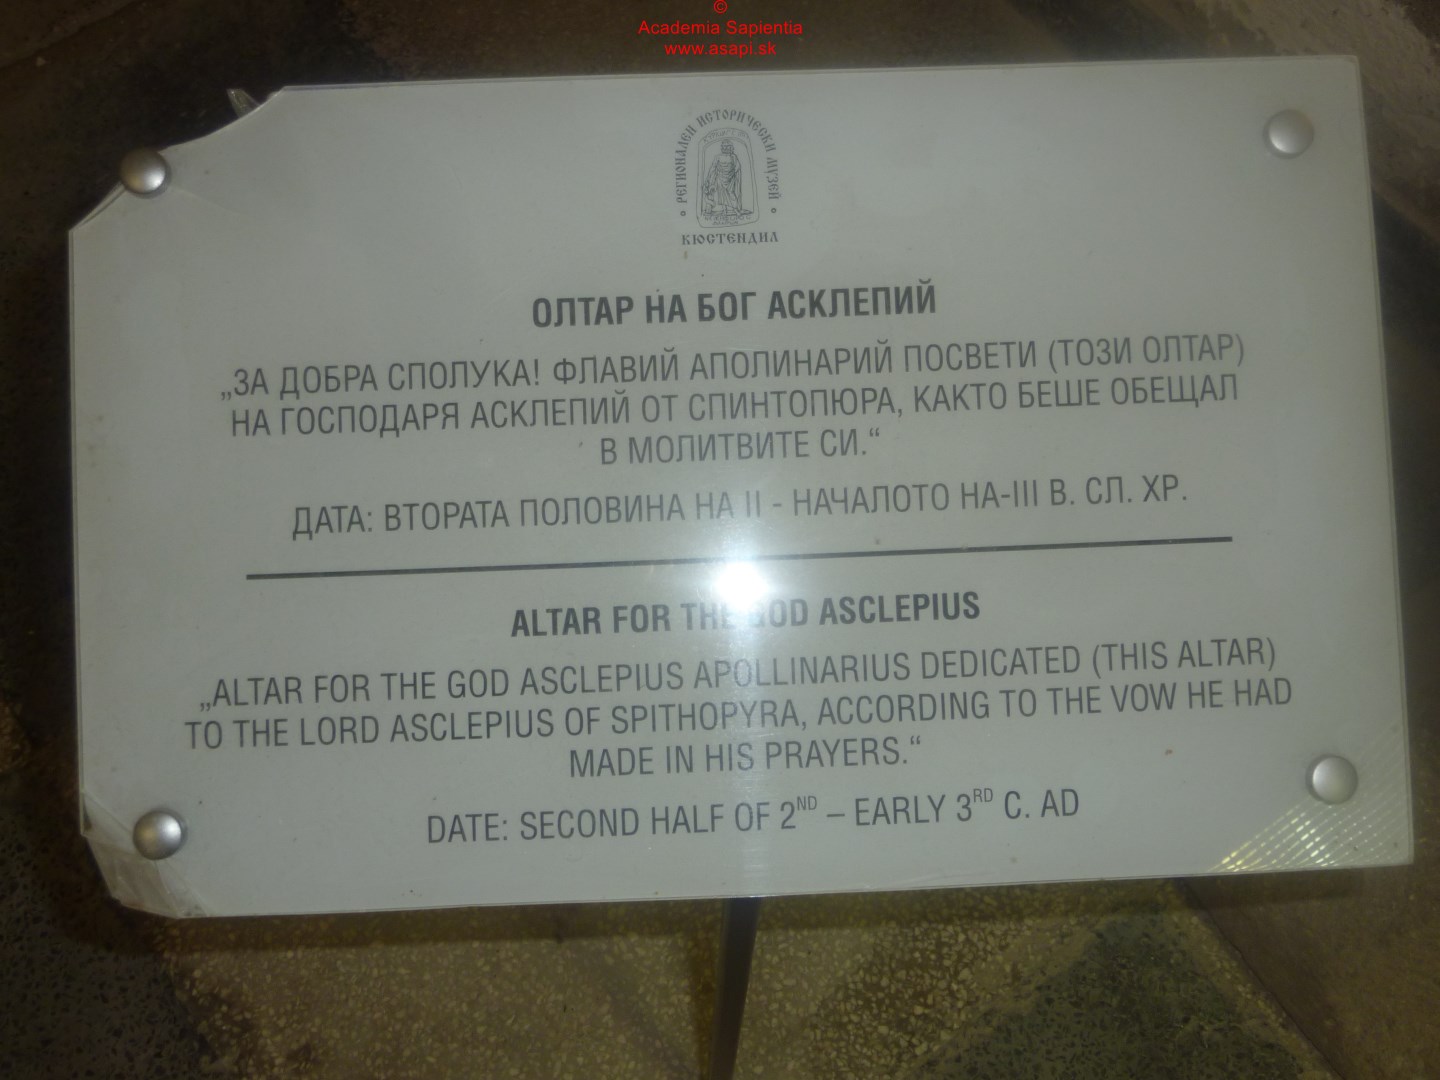 ©
Academia Sapientia
www.asapi.sk
РЕГИОНАЛЕН ИСТОРИЧЕСКИ МУЗЕЙ
КЮСТЕНДИЛ
ОЛТАР НА БОГ АСКЛЕПИЙ
„ЗА ДОБРА СПОЛУКА! ФЛАВИЙ АПОЛИНАРИЙ ПОСВЕТИ (ТОЗИ ОЛТАР)
НА ГОСПОДАРЯ АСКЛЕПИЙ ОТ СПИНТОПЮРА, КАКТО БЕШЕ ОБЕЩАЛ
В МОЛИТВИТЕ СИ.“
ДАТА: ВТОРАТА ПОЛОВИНА НА II - НАЧАЛОТО НА-III В. СЛ. ХР.
ALTAR FOR THE GOD ASCLEPIUS
„ALTAR FOR THE GOD ASCLEPIUS APOLLINARIUS DEDICATED (THIS ALTAR)
TO THE LORD ASCLEPIUS OF SPITHOPYRA, ACCORDING TO THE VOW HE HAD
MADE IN HIS PRAYERS.“
DATE: SECOND HALF OF 2ND – EARLY 3RD C. AD